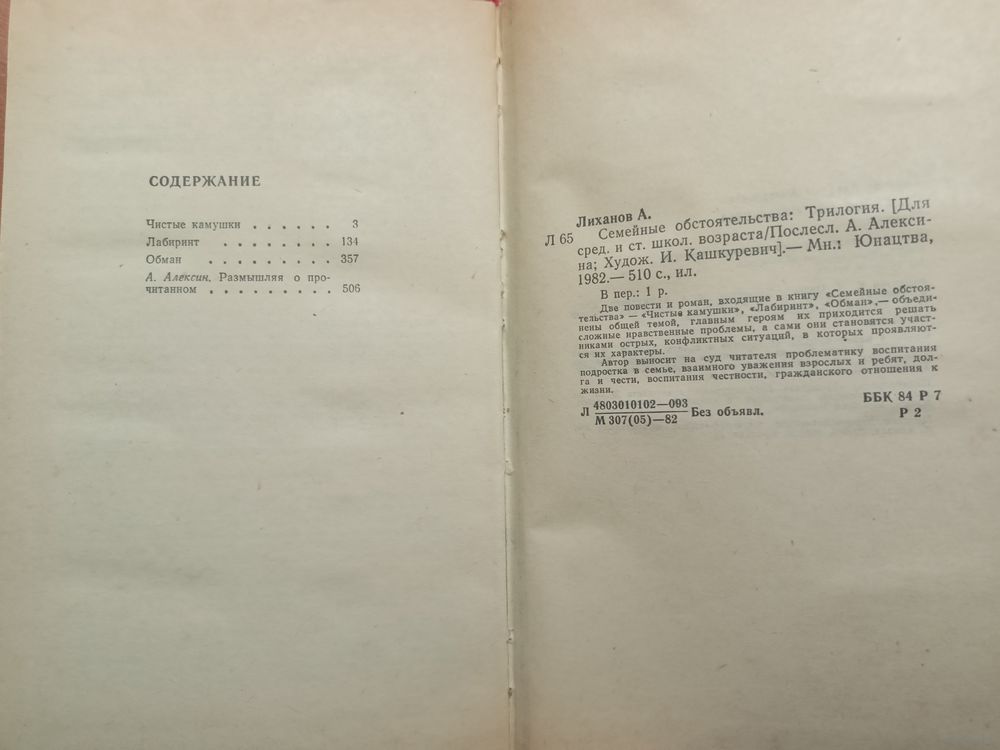 СОДЕРЖАНИЕ
Чистые камушки . . . . . . 3
Лабиринт . . . . . . . 134
Обман . . . . . . . . 357
А. Алексин. Размышляя о про-
читанном . . . . . . . . . 506
Лиханов А.
Л 65 Семейные обстоятельства: Трилогия. [Для
сред. и ст. школ. возраста/Послесл. А. Алекси-
на; Худож. И. Кашкуревич].— Мн.: Юнацтва,
1982.— 510 с., ил.
В пер.: 1 р.
Две повести и роман, входящие в книгу «Семейные обстоя-
тельства» — «Чистые камушки», «Лабиринт», «Обман»,— объеди-
нены общей темой, главным героям их приходится решать
сложные нравственные проблемы, а сами они становятся участ-
никами острых, конфликтных ситуаций, в которых проявляют-
ся их характеры.
Автор выносит на суд читателя проблематику воспитания
подростка в семье, взаимного уважения взрослых и ребят, дол-
га и чести, воспитания честности, гражданского отношения к
жизни.
Л 4803010102—093 Без объявл.
М 307(05)—82
ББК 84 Р 7
Р 2